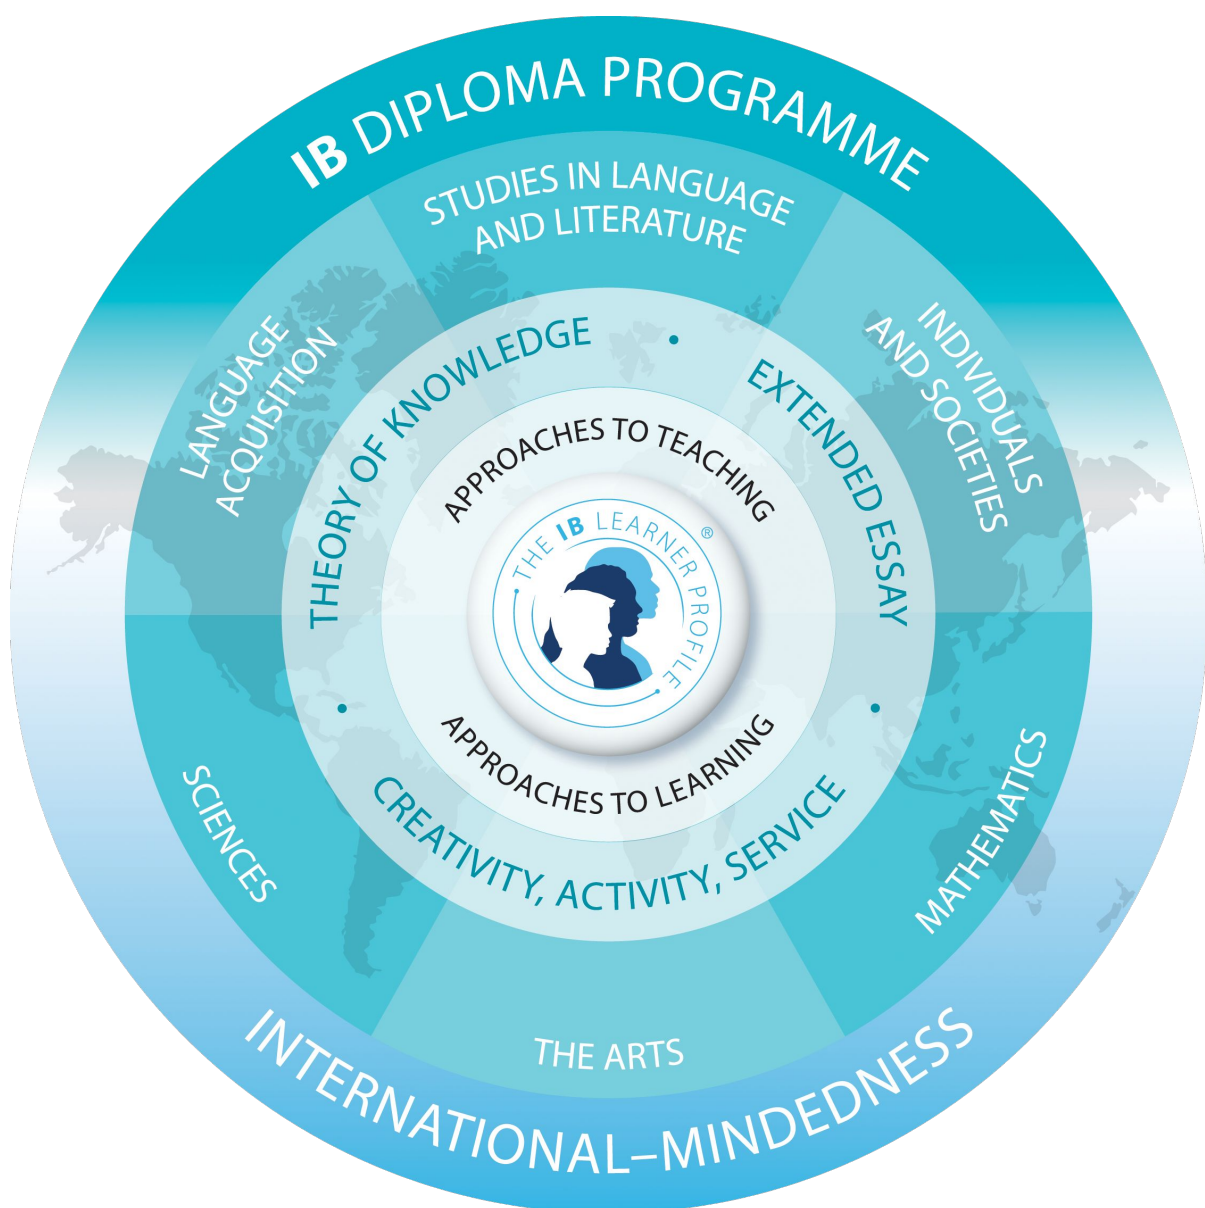 IB DIPLOMA PROGRAMME
STUDIES IN LANGUAGE
AND LITERATURE
LANGUAGE
ACQUISITION
INDIVIDUALS
AND SOCIETIES
THEORY OF KNOWLEDGE
EXTENDED ESSAY
APPROACHES TO TEACHING
THE IB LEARNER PROFILE®
APPROACHES TO LEARNING
CREATIVITY, ACTIVITY, SERVICE
SCIENCES
MATHEMATICS
THE ARTS
INTERNATIONAL–MINDEDNESS